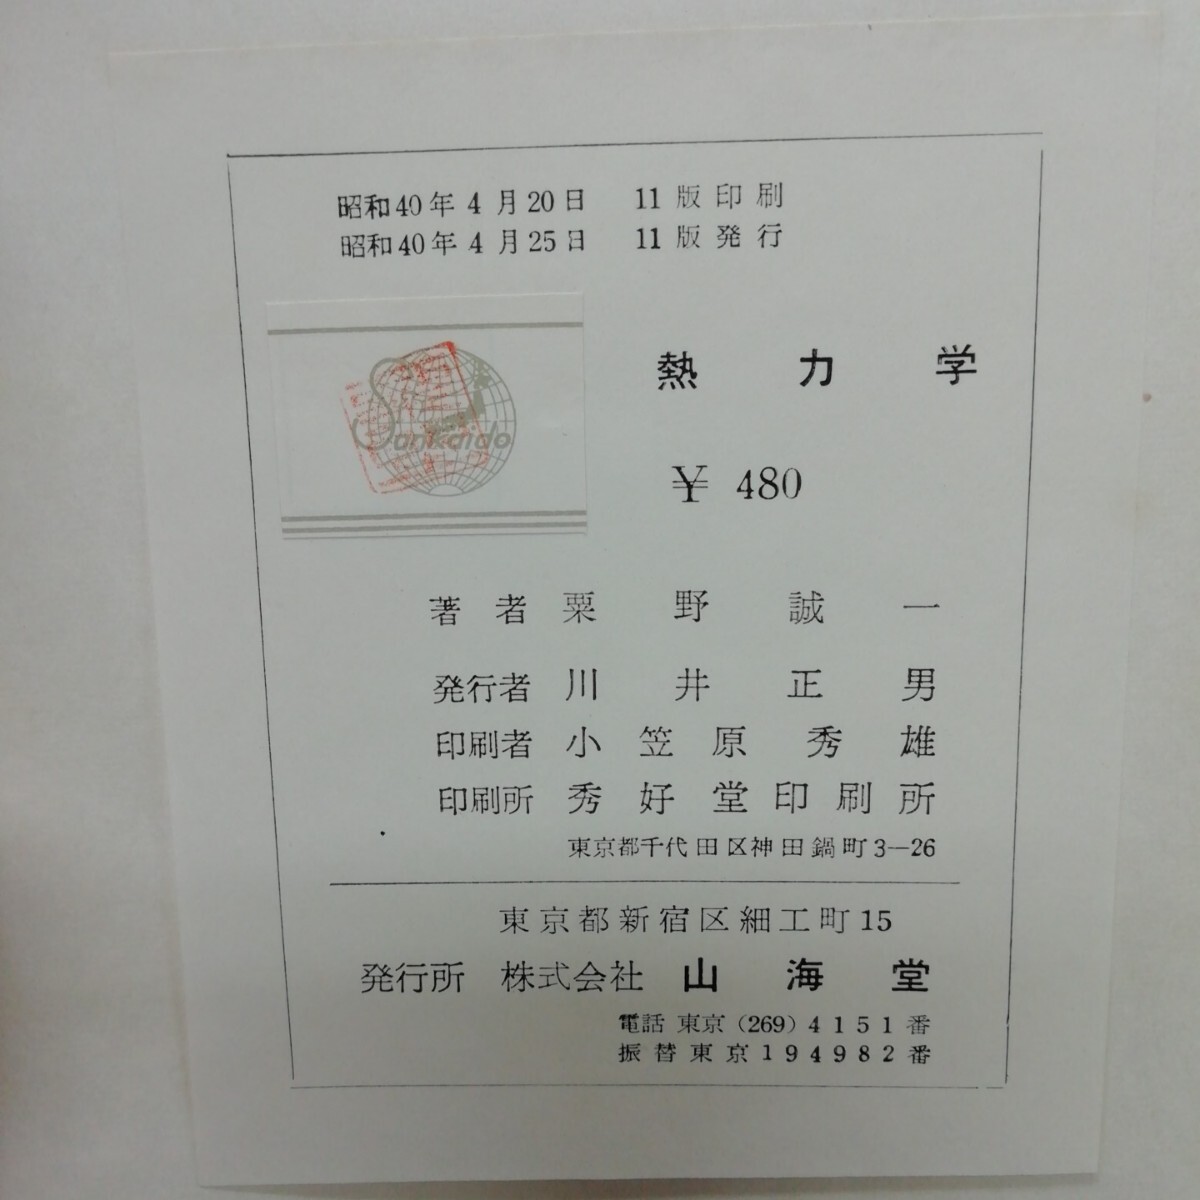 昭和40年4月20日 11版印刷
昭和40年4月25日 11版発行
Sankaido
熱力学
￥480
著者 粟野誠一
発行者 川井正男
印刷者 小笠原秀雄
印刷所 秀好堂印刷所
東京都千代田区神田鍋町3—26
東京都新宿区細工町15
発行所 株式会社 山海堂
電話 東京（269）4151番
振替東京194982番